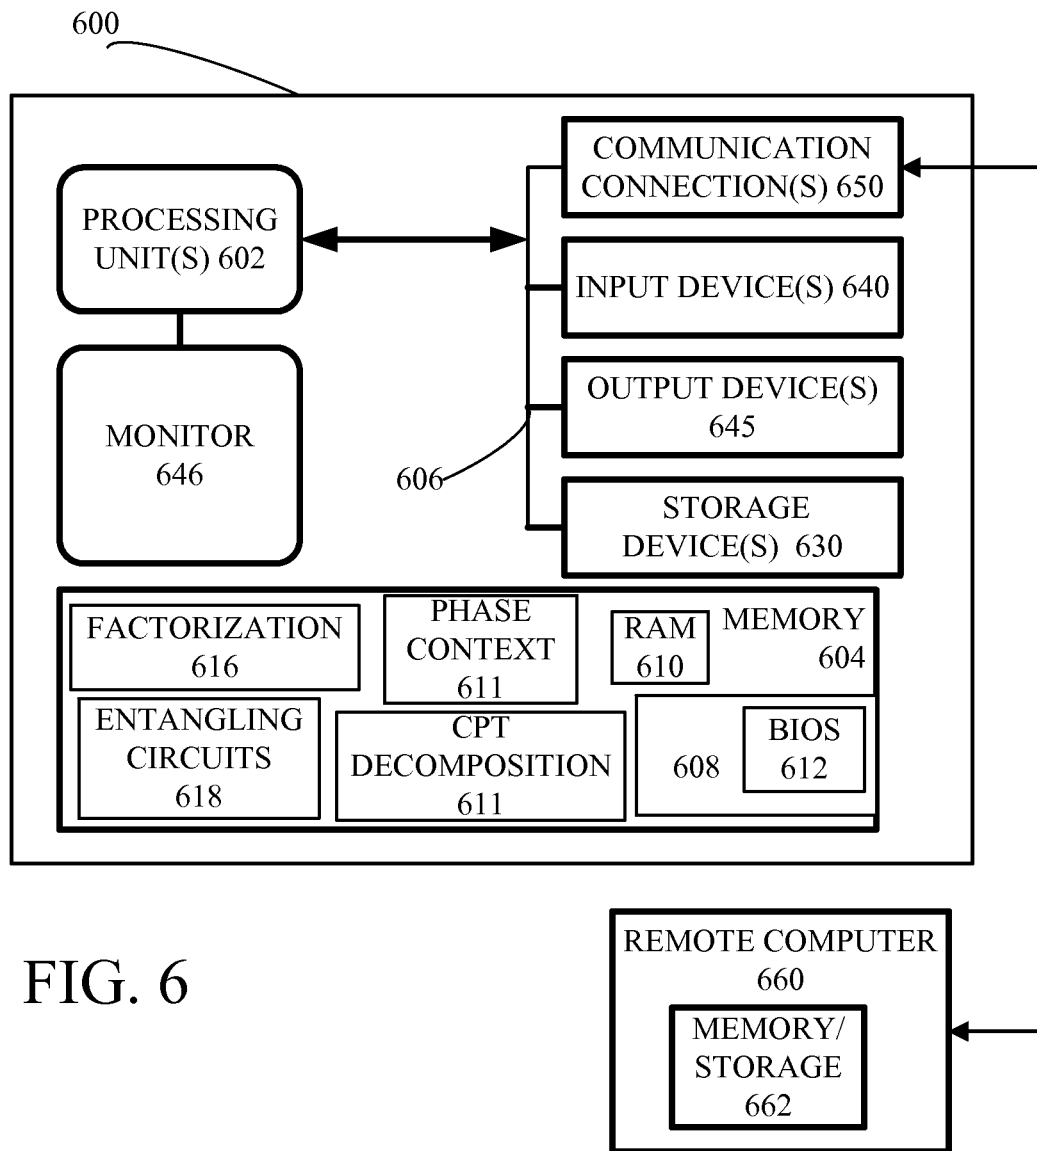 600
COMMUNICATION
CONNECTION(S) 650
PROCESSING
UNIT(S) 602
INPUT DEVICE(S) 640
OUTPUT DEVICE(S)
645
MONITOR
646
606
STORAGE
DEVICE(S) 630
FACTORIZATION
616
PHASE
CONTEXT
611
RAM
610
MEMORY
604
ENTANGLING
CIRCUITS
618
CPT
DECOMPOSITION
611
608
BIOS
612
FIG. 6
REMOTE COMPUTER
660
MEMORY/
STORAGE
662